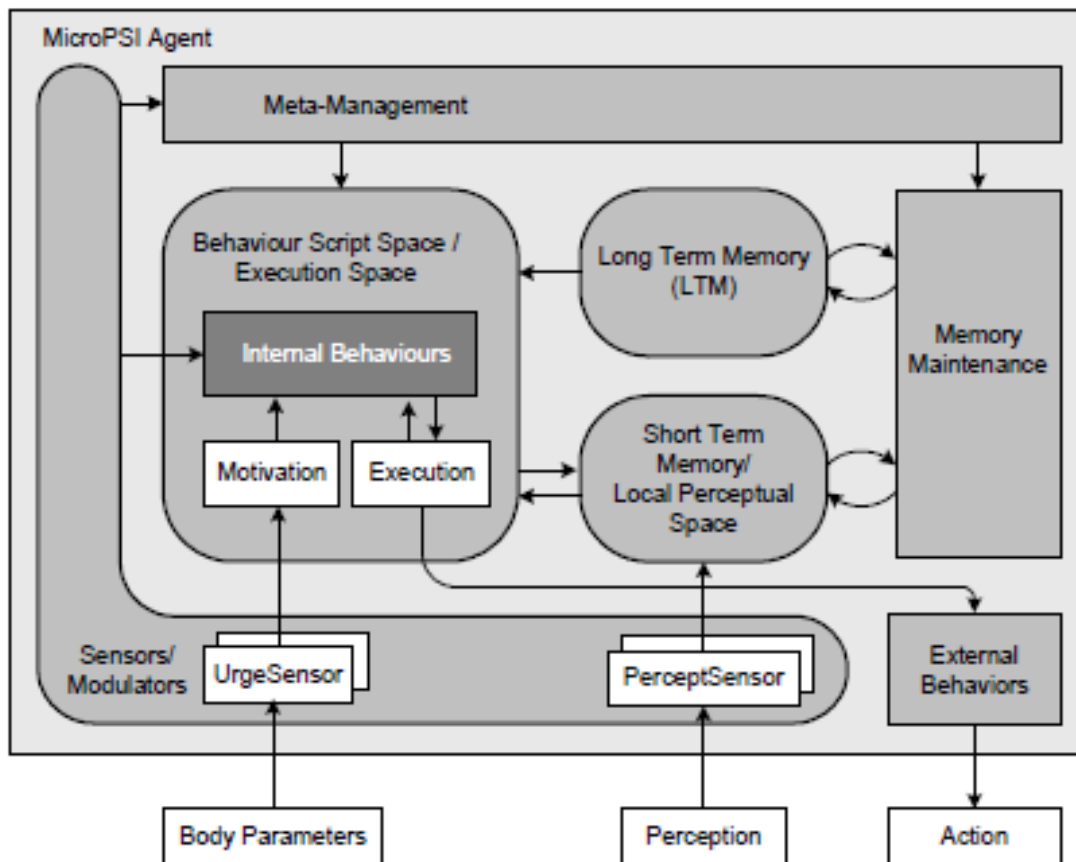 MicroPSI Agent
Meta-Management
Behaviour Script Space /
Execution Space
Internal Behaviours
Motivation
Execution
Long Term Memory
(LTM)
Short Term
Memory/
Local Perceptual
Space
Memory
Maintenance
Sensors/
Modulators
UrgeSensor
PerceptSensor
External
Behaviors
Body Parameters
Perception
Action